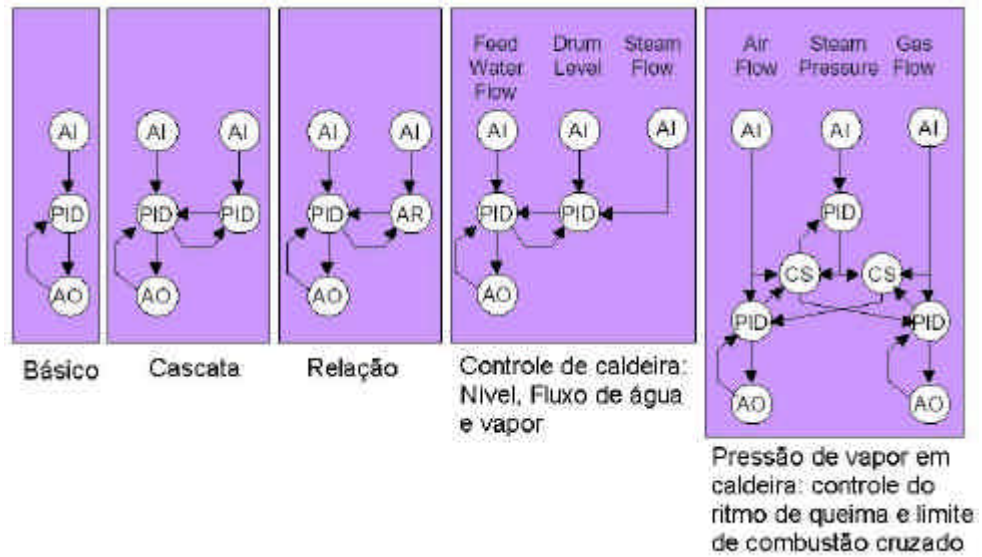 Feed Drum Steam
Water Level Flow
Flow
Air Steam Gas
Flow Pressure Flow
AI AI AI AI AI AI AI AI AI AI AI
PID PID PID PID AR PID PID PID
CS CS
AO AO AO AO
PID PID
AO AO
Básico
Cascata
Relação
Controle de caldeira:
Nivel, Fluxo de água
e vapor
Pressão de vapor em
caldeira: controle do
ritmo de queima e limite
de combustão cruzado